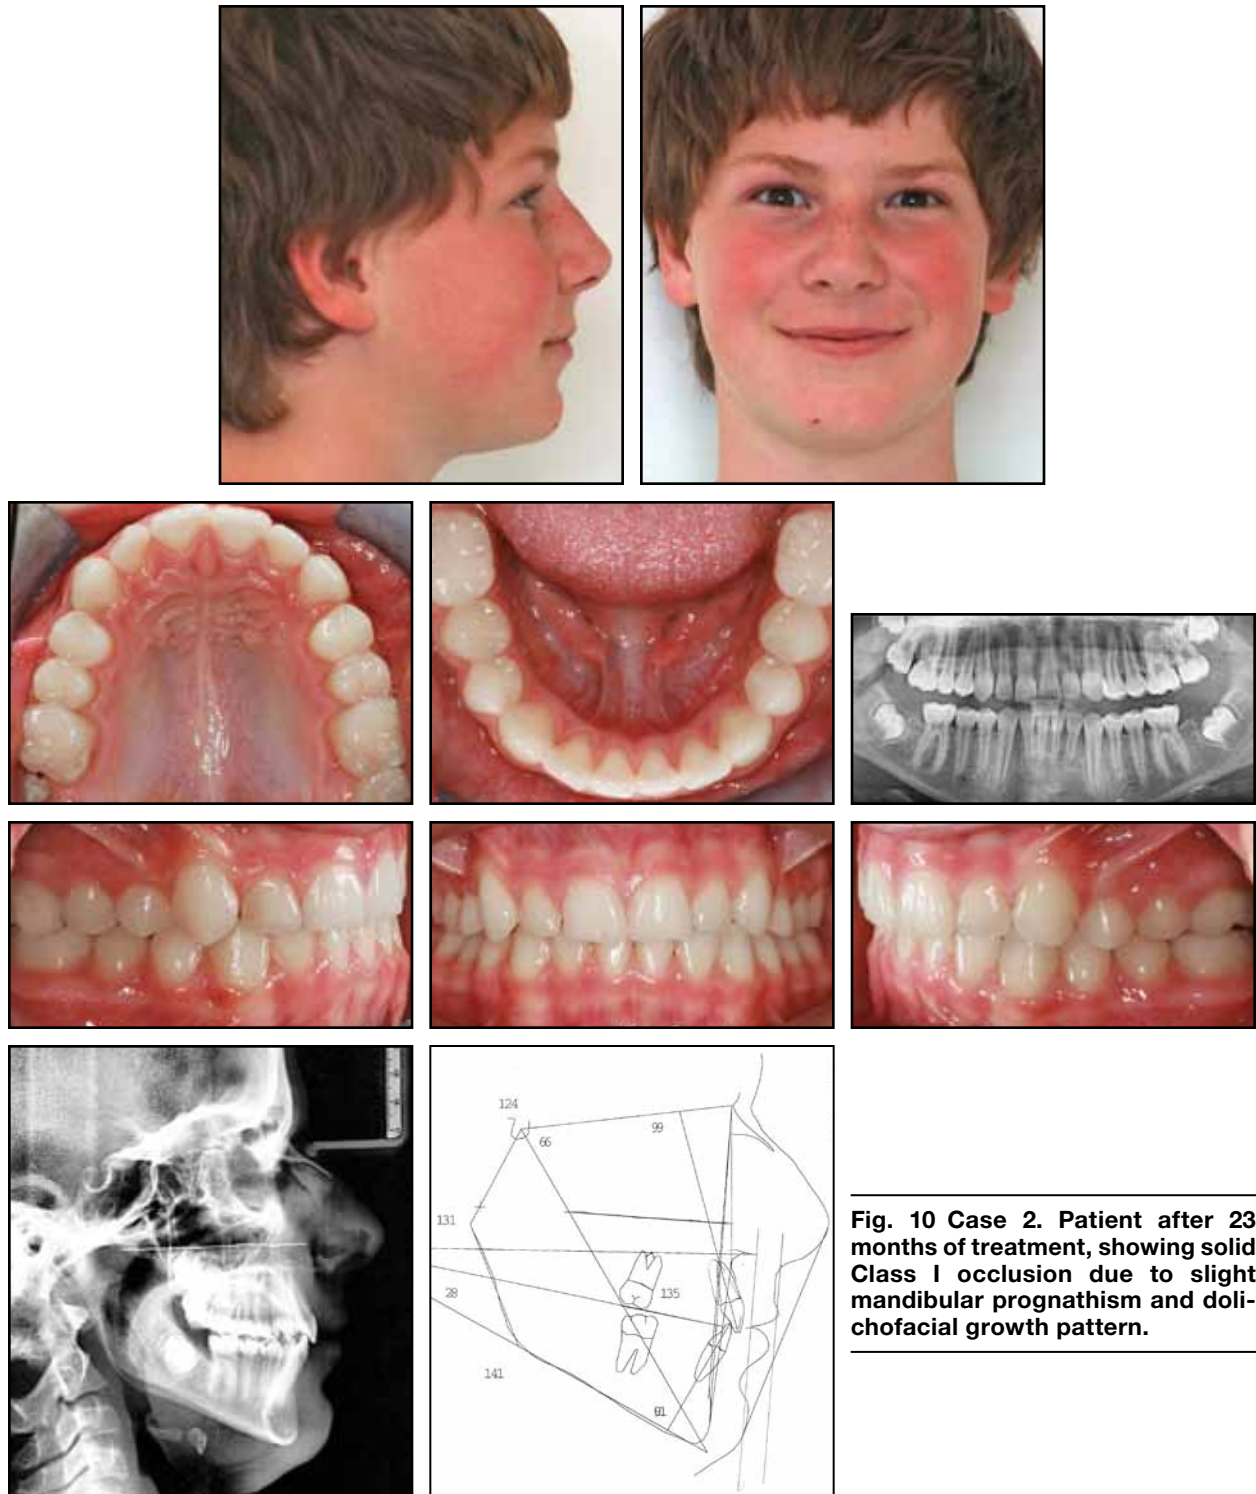 124
66
99
131
28
135
141
91
Fig. 10 Case 2. Patient after 23
months of treatment, showing solid
Class I occlusion due to slight
mandibular prognathism and doli-
chofacial growth pattern.